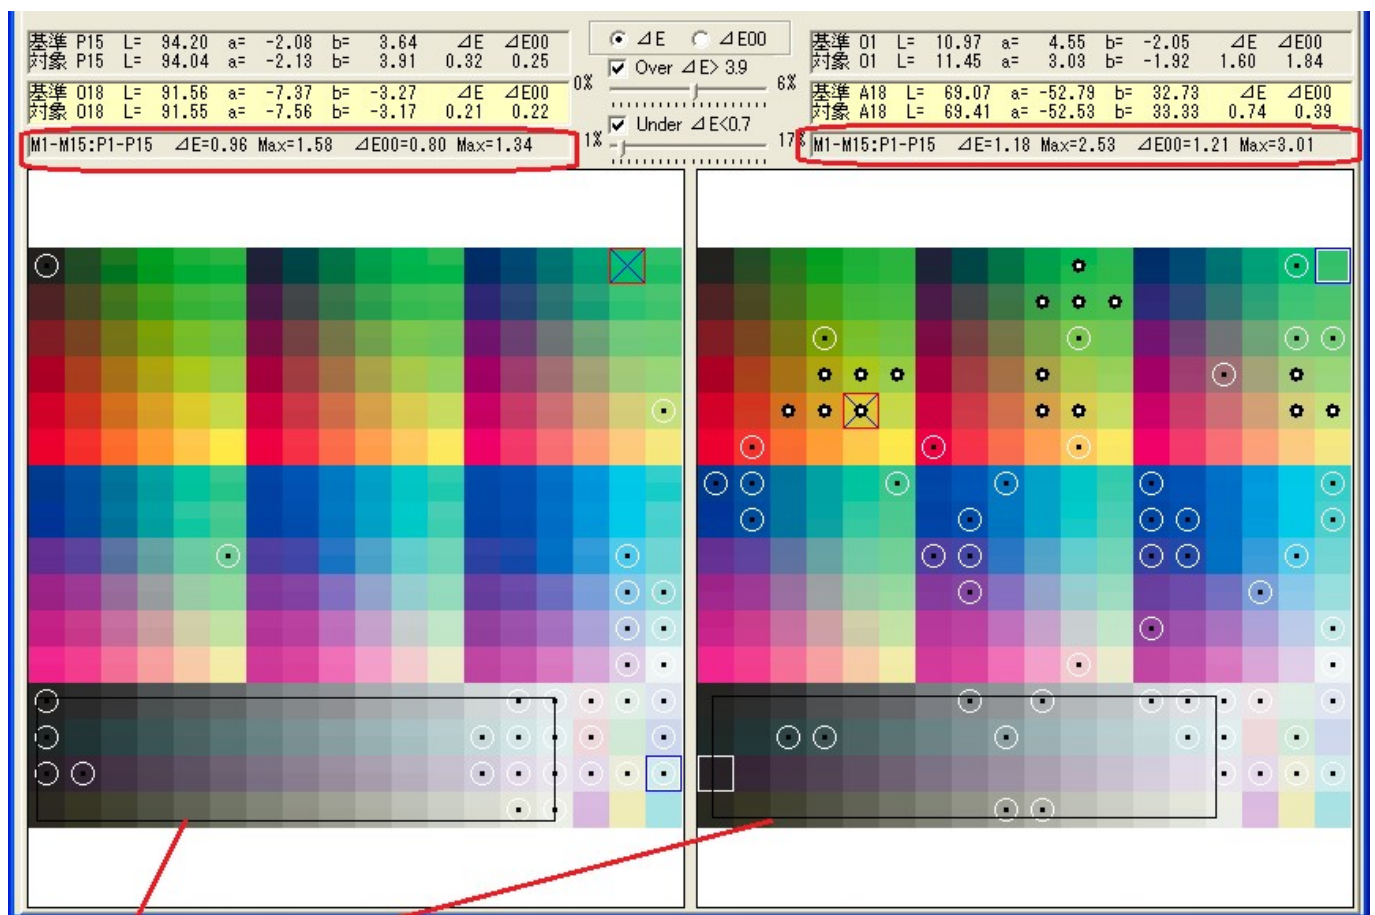 基準 P15 L= 94.20 a= -2.08 b= 3.64 ⊿E ⊿E00
対象 P15 L= 94.04 a= -2.13 b= 3.91 0.32 0.25
基準 O18 L= 91.56 a= -7.37 b= -3.27 ⊿E ⊿E00
対象 O18 L= 91.55 a= -7.56 b= -3.17 0.21 0.22
M1-M15:P1-P15 ⊿E=0.96 Max=1.58 ⊿E00=0.80 Max=1.34
⊿E ⊿E00
Over ⊿E> 3.9
0% 6%
Under ⊿E<0.7
1% 17%
基準 O1 L= 10.97 a= 4.55 b= -2.05 ⊿E ⊿E00
対象 O1 L= 11.45 a= 3.03 b= -1.92 1.60 1.84
基準 A18 L= 69.07 a= -52.79 b= 32.73 ⊿E ⊿E00
対象 A18 L= 69.41 a= -52.53 b= 33.33 0.74 0.39
M1-M15:P1-P15 ⊿E=1.18 Max=2.53 ⊿E00=1.21 Max=3.01